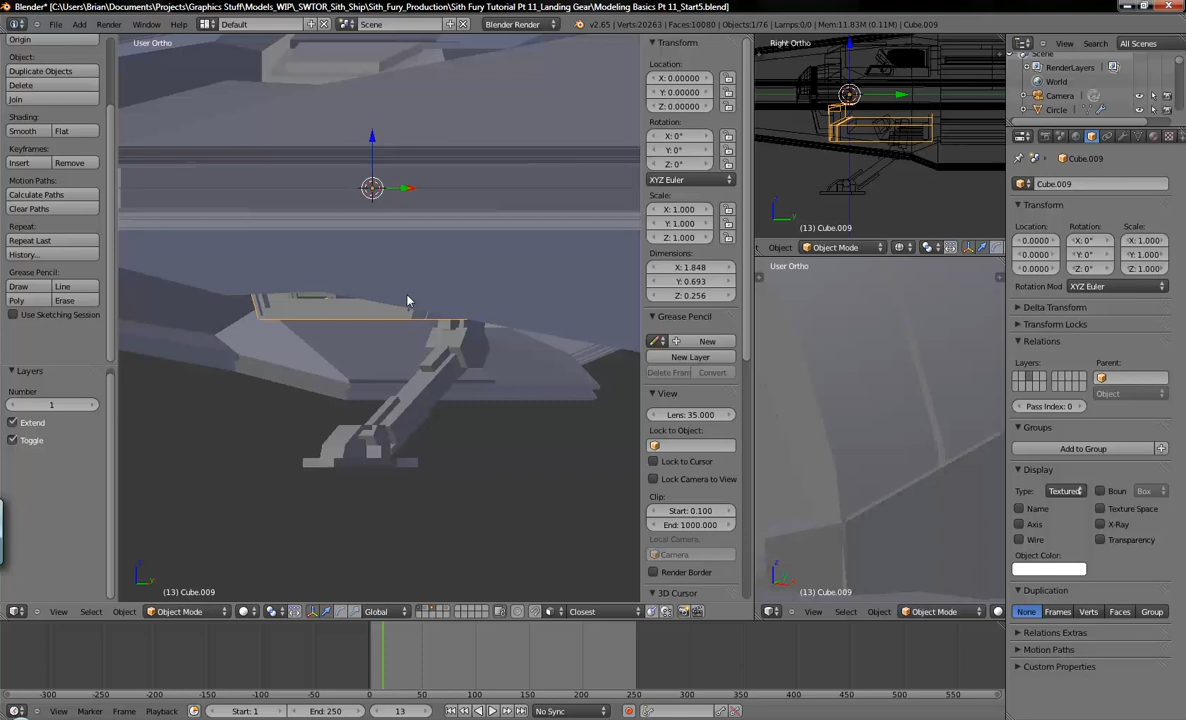 Blender* [C:\Users\Brian\Documents\Projects\Graphics Stuff\Models_WIP\_SWTOR_Sith_Ship\Sith_Fury_Production\Sith Fury Tutorial Pt 11_Landing Gear\Modeling Basics Pt 11_Start5.blend]
File Add Render Window Help Default Scene Blender Render v2.65 | Verts:20263 | Faces:10080 | Objects:1/76 | Lamps:0/0 | Mem:11.83M (0.11M) | Cube.009
Origin
Object:
Duplicate Objects
Delete
Join
Shading:
Smooth Flat
Keyframes:
Insert Remove
Motion Paths:
Calculate Paths
Clear Paths
Repeat:
Repeat Last
History...
Grease Pencil:
Draw Line
Poly Erase
Use Sketching Session
Layers
Number
1
Extend
Toggle
User Ortho
(13) Cube.009
View Select Object Object Mode Global Closest
Transform
Location:
X: 0.00000
Y: 0.00000
Z: 0.00000
Rotation:
X: 0°
Y: 0°
Z: 0°
XYZ Euler
Scale:
X: 1.000
Y: 1.000
Z: 1.000
Dimensions:
X: 1.848
Y: 0.693
Z: 0.256
Grease Pencil
New
New Layer
Delete Fram Convert
View
Lens: 35.000
Lock to Object:
Lock to Cursor
Lock Camera to View
Clip:
Start: 0.100
End: 1000.000
Local Camera:
Camera
Render Border
3D Cursor
Right Ortho
(13) Cube.009
Object Object Mode
User Ortho
(13) Cube.009
View Select Object Object Mode
View Search All Scenes
Scene
RenderLayers
World
Camera
Circle
Cube.009
Cube.009
Transform
Location: Rotation: Scale:
0.0000 X: 0° X: 1.000
0.0000 Y: 0° Y: 1.000
0.0000 Z: 0° Z: 1.000
Rotation Mod XYZ Euler
Delta Transform
Transform Locks
Relations
Layers: Parent:
Object
Pass Index: 0
Groups
Add to Group
Display
Type: Textured Boun Box
Name Texture Space
Axis X-Ray
Wire Transparency
Object Color:
Duplication
None Frames Verts Faces Group
Relations Extras
Motion Paths
Custom Properties
-300 -250 -200 -150 -100 -50 0 50 100 150 200 250 300 350 400 450 500 550
View Marker Frame Playback Start: 1 End: 250 13 No Sync